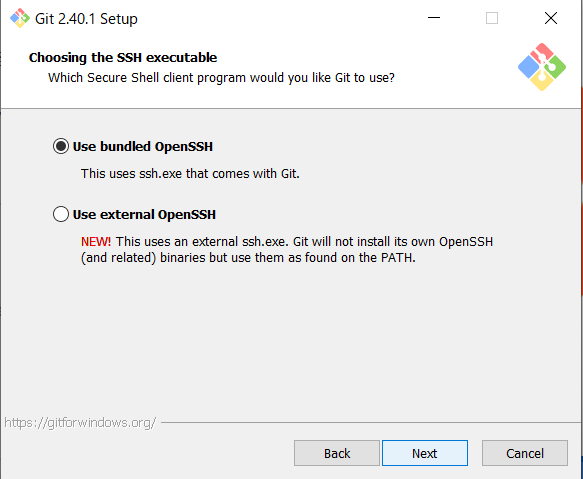 Git 2.40.1 Setup
Choosing the SSH executable
Which Secure Shell client program would you like Git to use?
Use bundled OpenSSH
This uses ssh.exe that comes with Git.
Use external OpenSSH
NEW! This uses an external ssh.exe. Git will not install its own OpenSSH
(and related) binaries but use them as found on the PATH.
https://gitforwindows.org/
Back Next Cancel